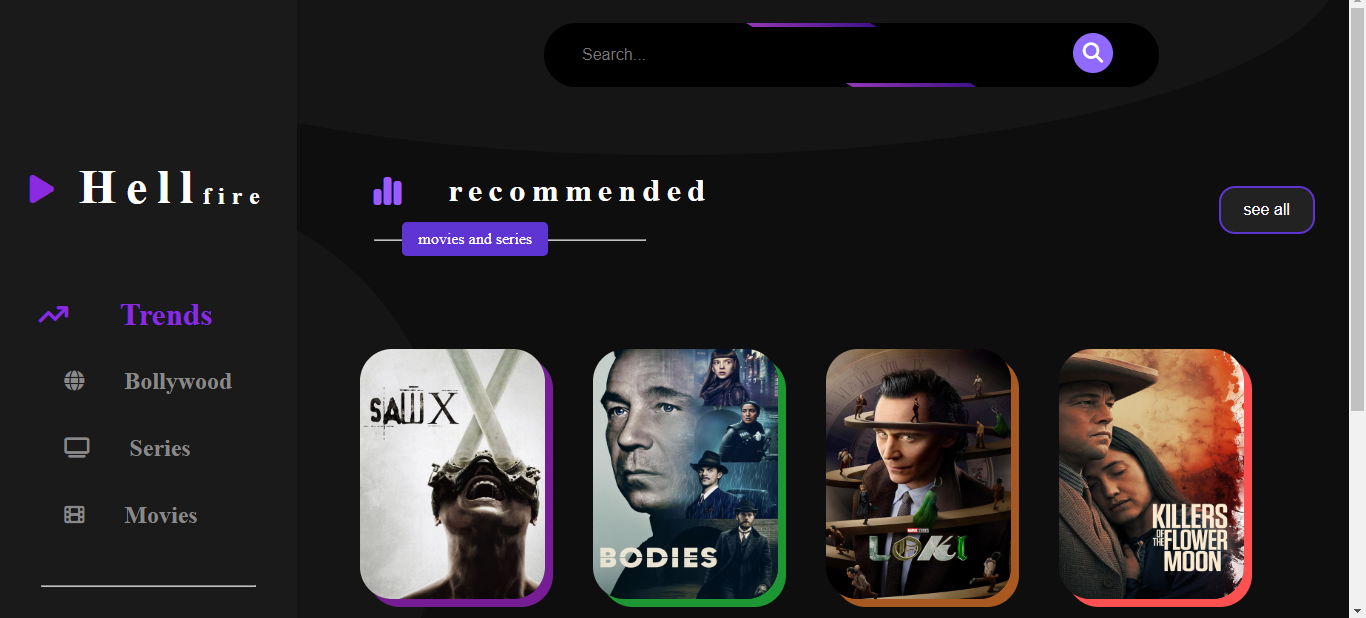 Search...
Hell fire
recommended
movies and series
see all
Trends
Bollywood
Series
Movies
SAW X
BODIES
MARVEL STUDIOS
LOKI
KILLERS
OF THE FLOWER
MOON